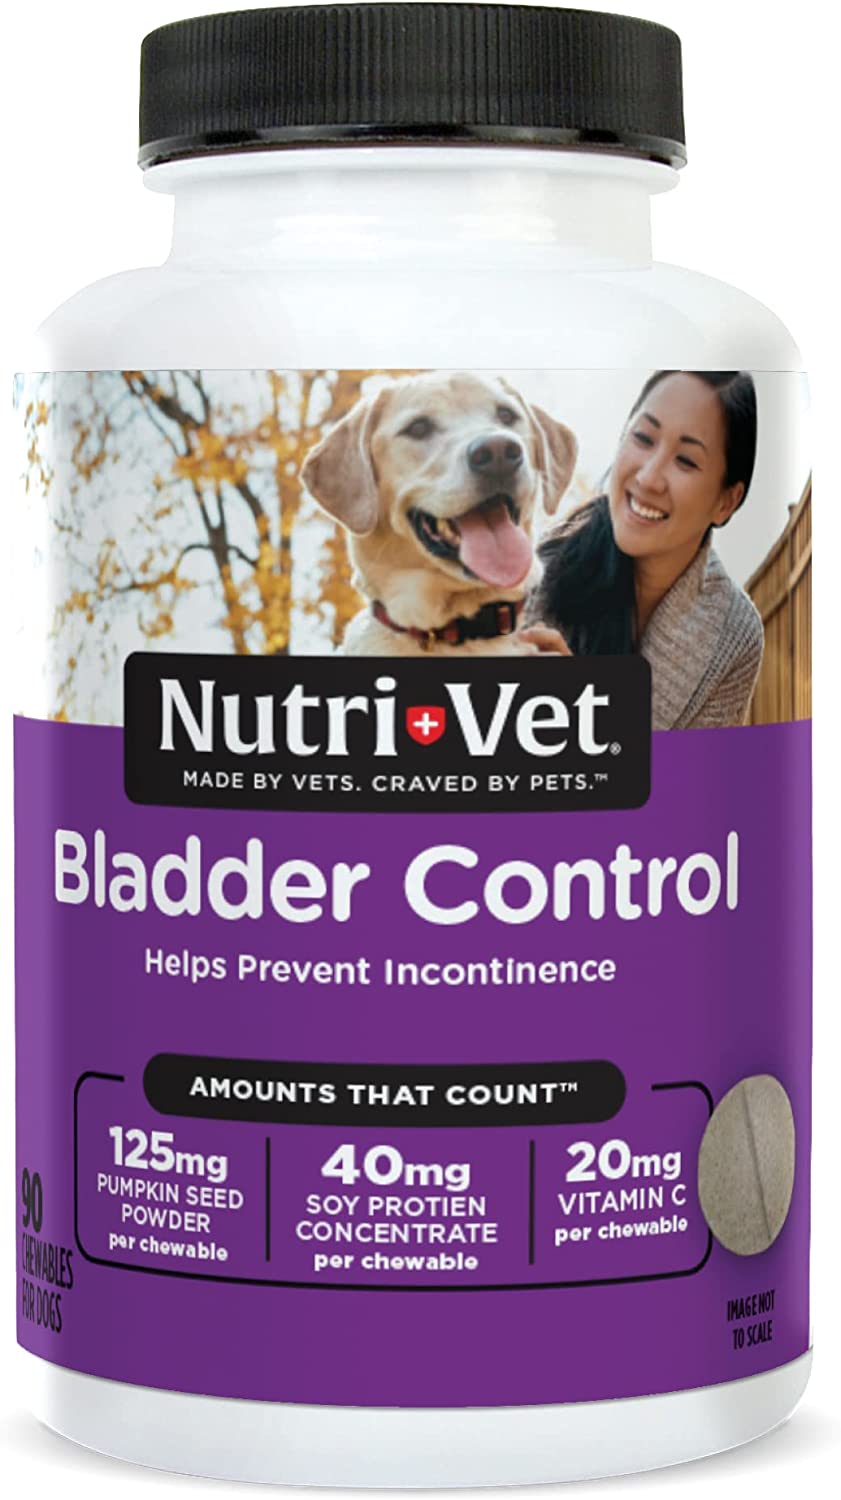 Nutri+Vet®
MADE BY VETS. CRAVED BY PETS.™
Bladder Control
Helps Prevent Incontinence
AMOUNTS THAT COUNT™
125mg
PUMPKIN SEED
POWDER
per chewable
40mg
SOY PROTIEN
CONCENTRATE
per chewable
20mg
VITAMIN C
per chewable
90
CHEWABLES
FOR DOGS
IMAGE NOT
TO SCALE